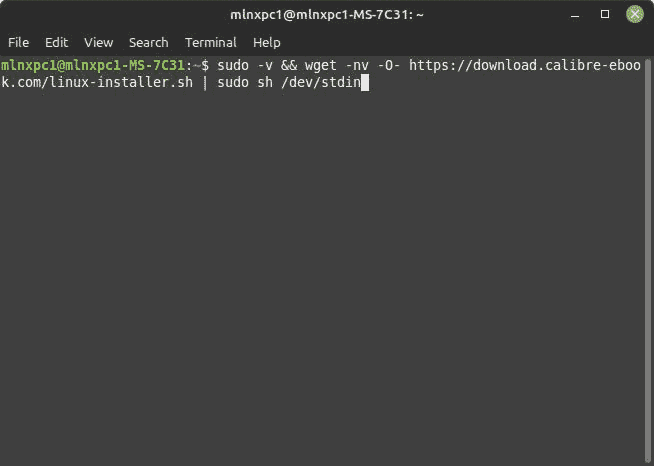 mlnxpc1@mlnxpc1-MS-7C31: ~
File Edit View Search Terminal Help
mlnxpc1@mlnxpc1-MS-7C31:~$ sudo -v && wget -nv -O- https://download.calibre-eboo
k.com/linux-installer.sh | sudo sh /dev/stdin